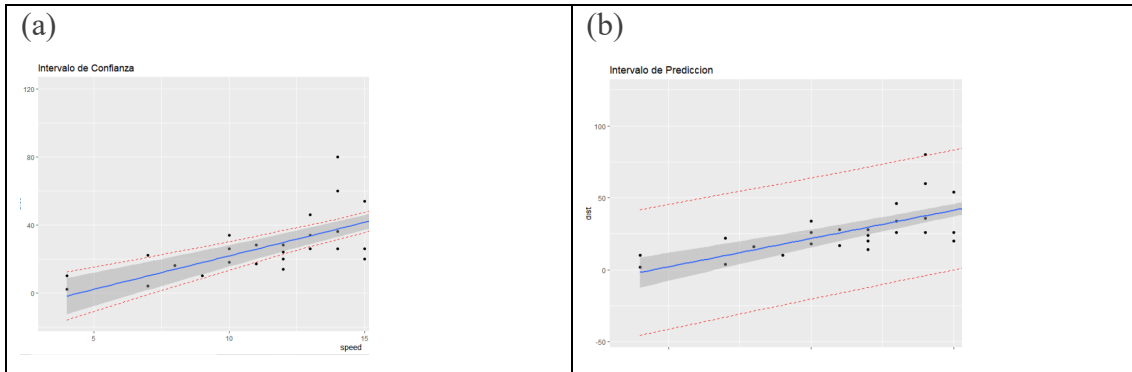 (a)
Intervalo de Confianza
120
80
40
0
5
10
15
speed
(b)
Intervalo de Prediccion
100
50
0
-50
dist